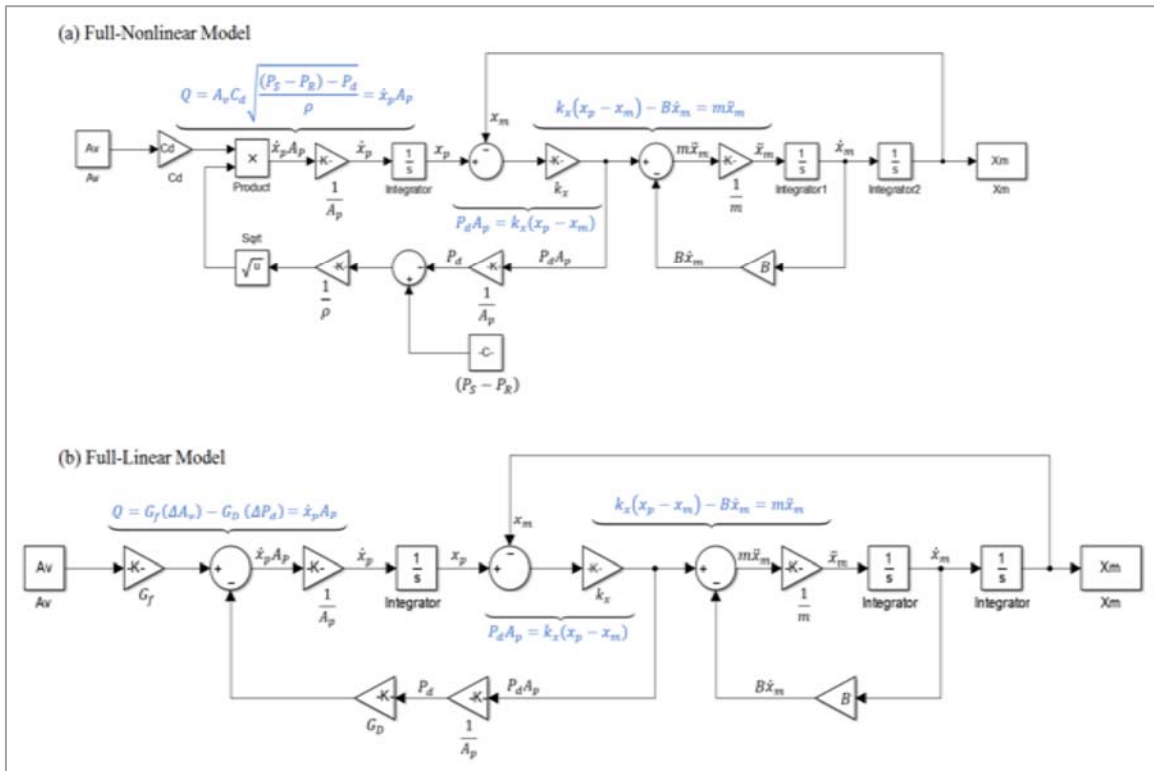 (a) Full-Nonlinear Model
Q = A_v C_d √(((P_S − P_R) − P_d)/ρ) = ẋ_p A_p
k_x(x_p − x_m) − Bẋ_m = mẍ_m
x_m
Av
Av
Cd
Cd
×
Product
ẋ_p A_P
-K-
1/A_p
ẋ_p
1/s
Integrator
x_p
+
−
-K-
k_x
P_d A_p = k_x(x_p − x_m)
+
−
mẍ_m
-K-
1/m
ẍ_m
1/s
Integrator1
ẋ_m
1/s
Integrator2
Xm
Xm
Sqrt
√u
-K
1/ρ
−
+
P_d
-K
1/A_p
P_d A_p
Bẋ_m
B
-C-
(P_S − P_R)
(b) Full-Linear Model
Q = G_f(ΔA_v) − G_D (ΔP_d) = ẋ_p A_P
k_x(x_p − x_m) − Bẋ_m = mẍ_m
x_m
Av
Av
-K-
G_f
+
−
ẋ_p A_P
-K-
1/A_p
ẋ_p
1/s
Integrator
x_p
+
−
-K-
k_x
P_d A_p = k_x(x_p − x_m)
+
−
mẍ_m
-K-
1/m
ẍ_m
1/s
Integrator
ẋ_m
1/s
Integrator
Xm
Xm
-K
G_D
P_d
-K
1/A_p
P_d A_p
Bẋ_m
B